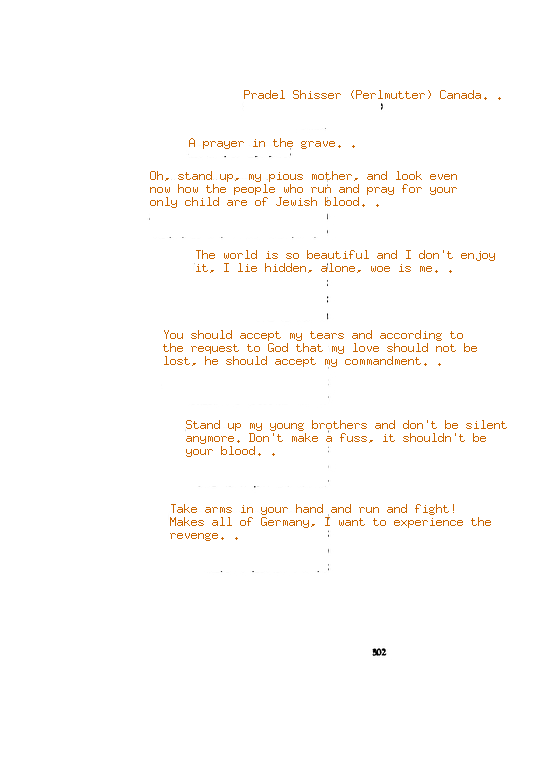 Pradel Shisser (Perlmutter) Canada. .
A prayer in the grave. .
Oh, stand up, my pious mother, and look even
now how the people who run and pray for your
only child are of Jewish blood. .
The world is so beautiful and I don't enjoy
it, I lie hidden, alone, woe is me. .
You should accept my tears and according to
the request to God that my love should not be
lost, he should accept my commandment. .
Stand up my young brothers and don't be silent
anymore. Don't make a fuss, it shouldn't be
your blood. .
Take arms in your hand and run and fight!
Makes all of Germany, I want to experience the
revenge. .
302